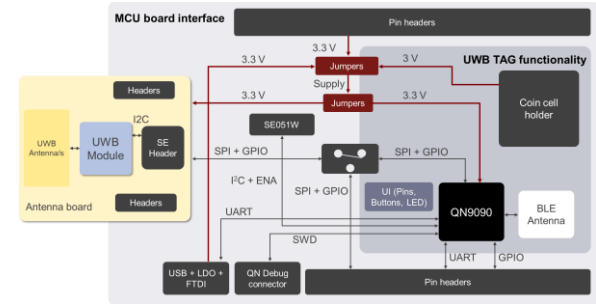 MCU board interface
Pin headers
3.3 V
3.3 V
Jumpers
3 V
UWB TAG functionality
Supply
Headers
3.3 V
Jumpers
3.3 V
Coin cell
holder
I2C
SE051W
UWB
Antenna/s
UWB
Module
SE
Header
SPI + GPIO
SPI + GPIO
I²C + ENA
SPI + GPIO
UI (Pins,
Buttons, LED)
QN9090
BLE
Antenna
Headers
Antenna board
UART
SWD
UART
GPIO
USB + LDO +
FTDI
QN Debug
connector
Pin headers